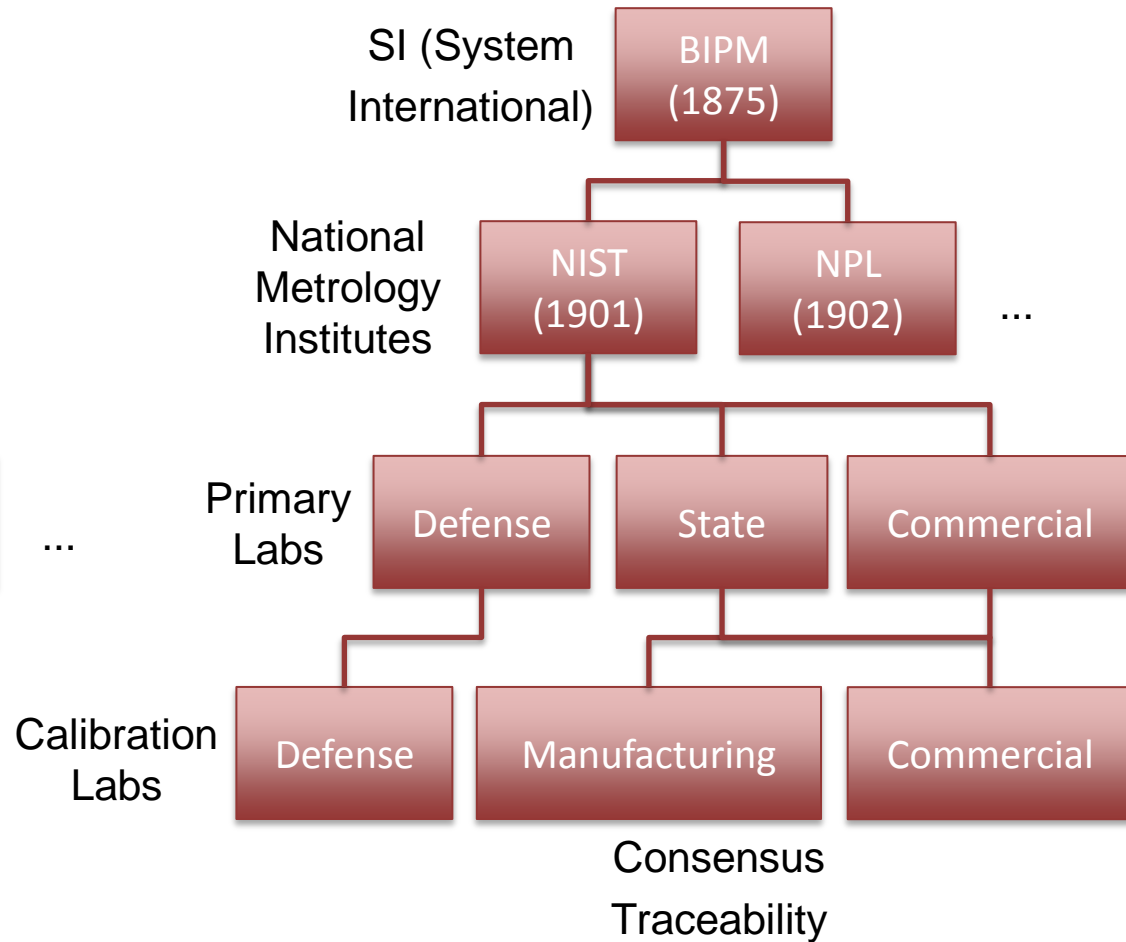 SI (System
International)
BIPM
(1875)
National
Metrology
Institutes
NIST
(1901)
NPL
(1902)
...
...
Primary
Labs
Defense
State
Commercial
Calibration
Labs
Defense
Manufacturing
Commercial
Consensus
Traceability